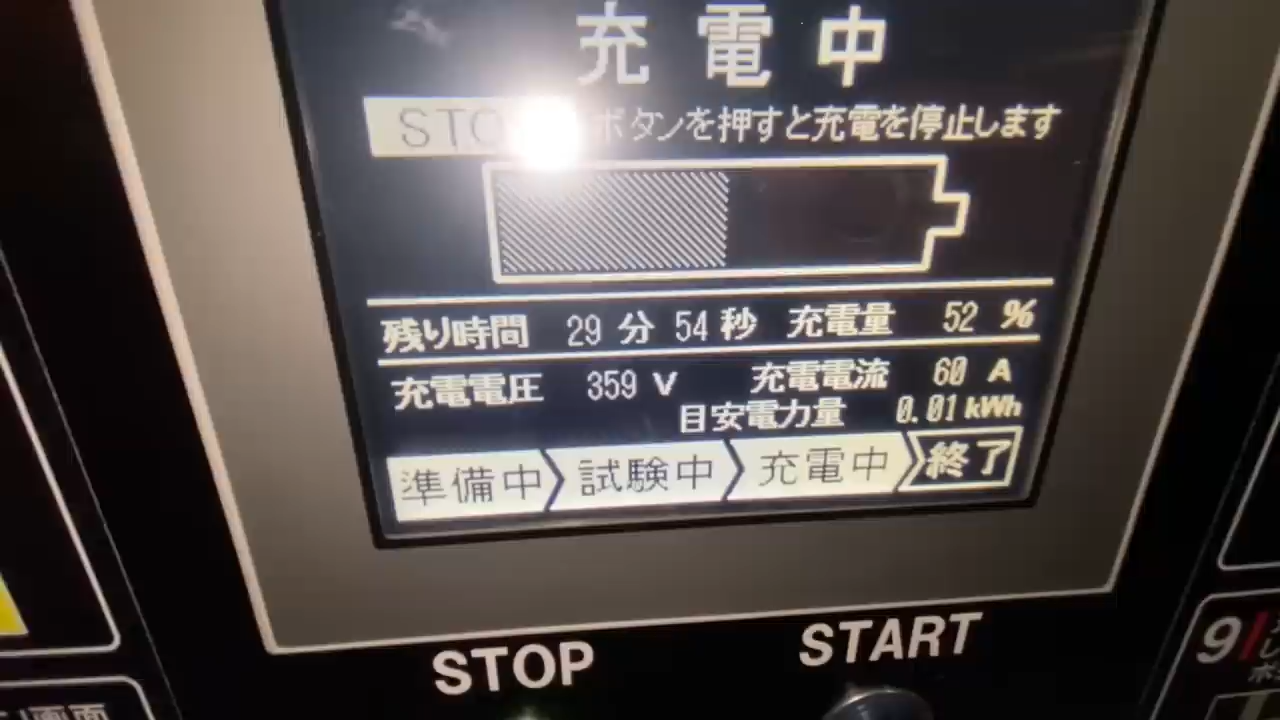 充電中
STO ボタンを押すと充電を停止します
残り時間 29 分 54 秒 充電量 52 %
充電電圧 359 V 充電電流 60 A
目安電力量 0.01 kWh
準備中 試験中 充電中 終了
STOP START
9
画面